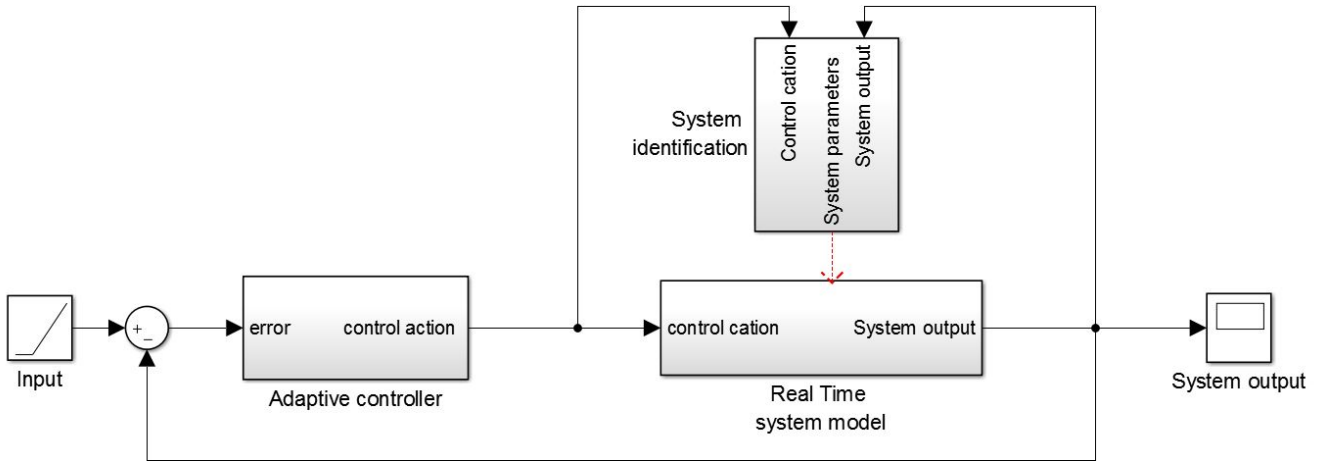 Control cation
System parameters
System output
System
identification
error
control action
control cation
System output
Input
Adaptive controller
Real Time
system model
System output